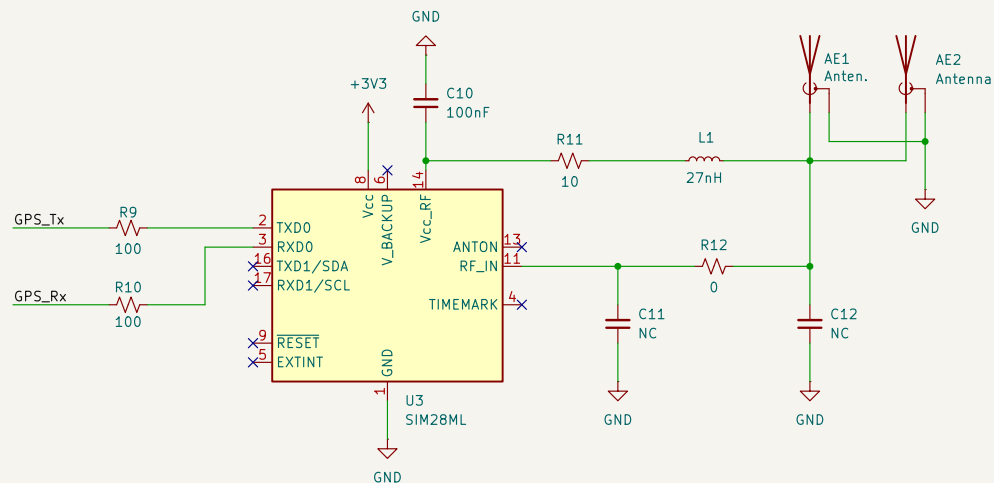 GND
+3V3
C10
100nF
AE1
Anten.
AE2
Antenna
R11
10
L1
27nH
GND
8
6
14
Vcc
V_BACKUP
Vcc_RF
GPS_Tx
R9
100
2
TXD0
3
RXD0
16
TXD1/SDA
17
RXD1/SCL
GPS_Rx
R10
100
9
RESET
5
EXTINT
ANTON
13
RF_IN
11
TIMEMARK
4
R12
0
C11
NC
C12
NC
GND
1
U3
SIM28ML
GND
GND
GND